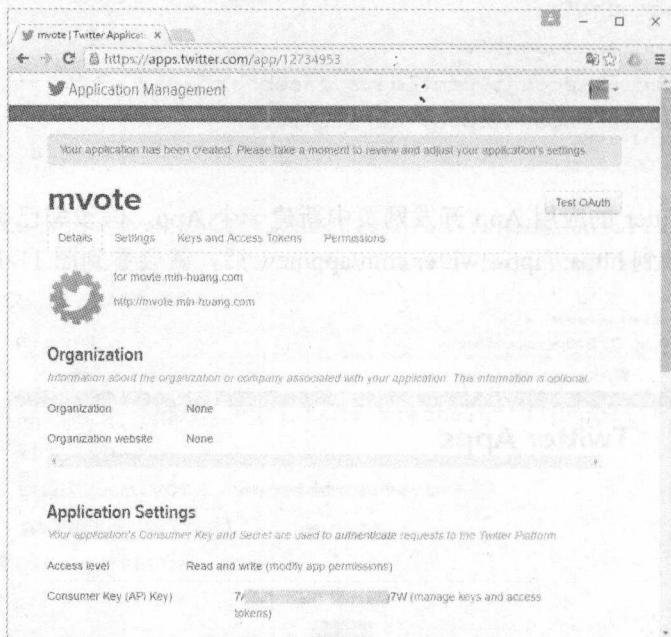 mvote | Twitter Applicat
https://apps.twitter.com/app/12734953
Application Management
Your application has been created. Please take a moment to review and adjust your application's settings.
mvote
Test OAuth
Details Settings Keys and Access Tokens Permissions
for movte.min-huang.com
http://mvote.min-huang.com
Organization
Information about the organization or company associated with your application. This information is optional.
Organization None
Organization website None
Application Settings
Your application's Consumer Key and Secret are used to authenticate requests to the Twitter Platform.
Access level Read and write (modify app permissions)
Consumer Key (API Key) 7A 7W (manage keys and access
tokens)